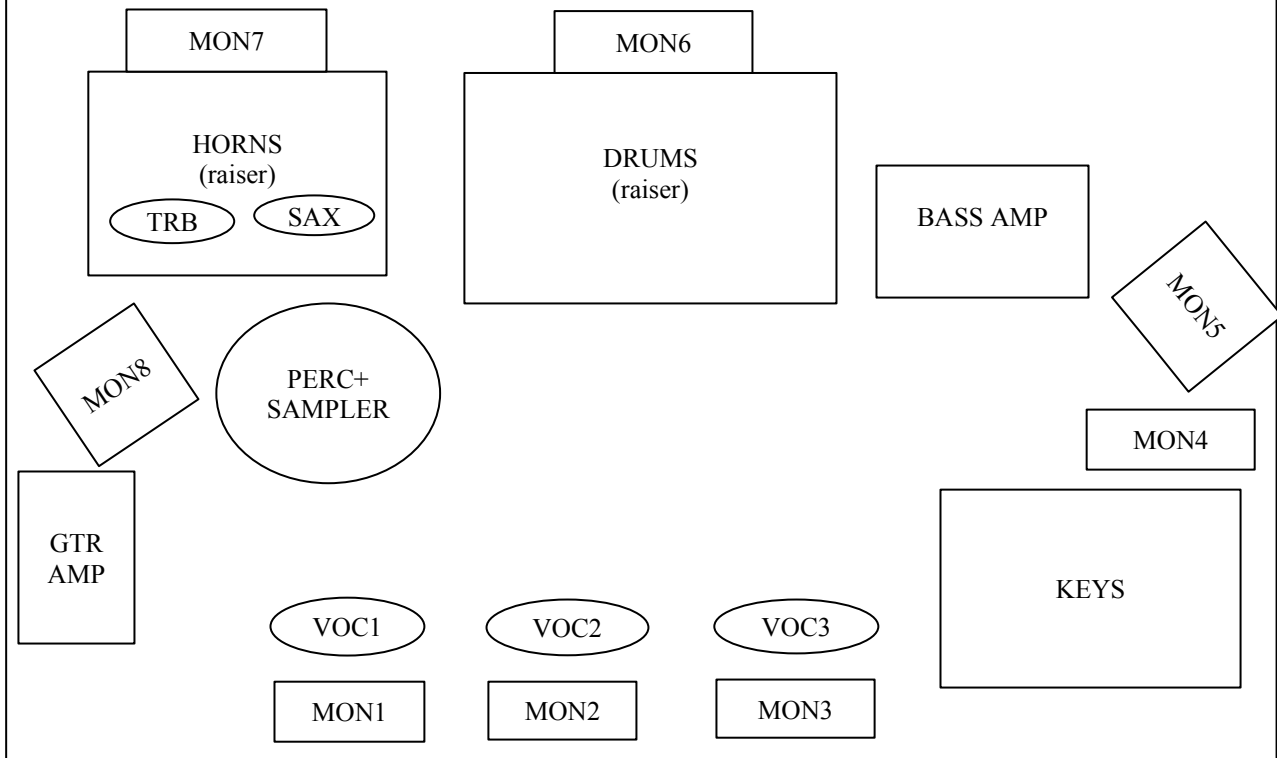 MON7
MON6
HORNS
(raiser)
TRB
SAX
DRUMS
(raiser)
BASS AMP
MON5
MON8
PERC+
SAMPLER
MON4
GTR
AMP
KEYS
VOC1
VOC2
VOC3
MON1
MON2
MON3